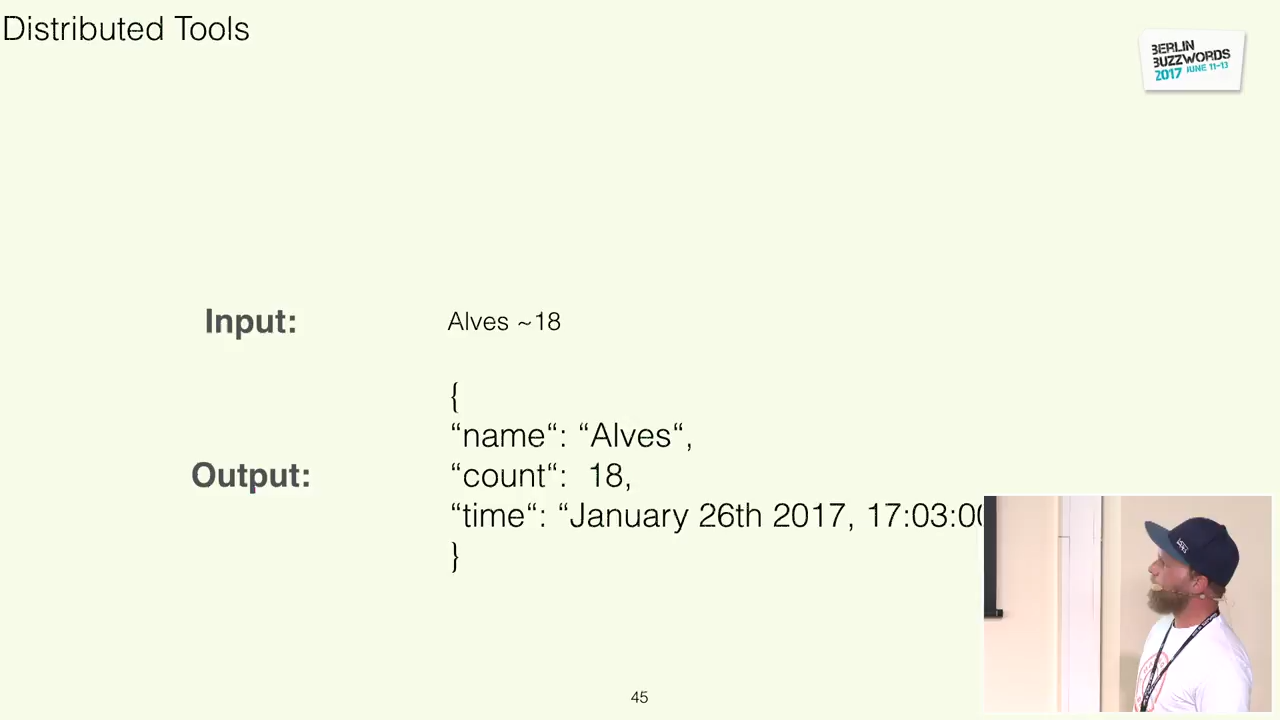 Distributed Tools
BERLIN
BUZZWORDS
2017 JUNE 11-13
Input:
Alves ~18
Output:
{
“name“: “Alves“,
“count“: 18,
“time“: “January 26th 2017, 17:03:00
}
45